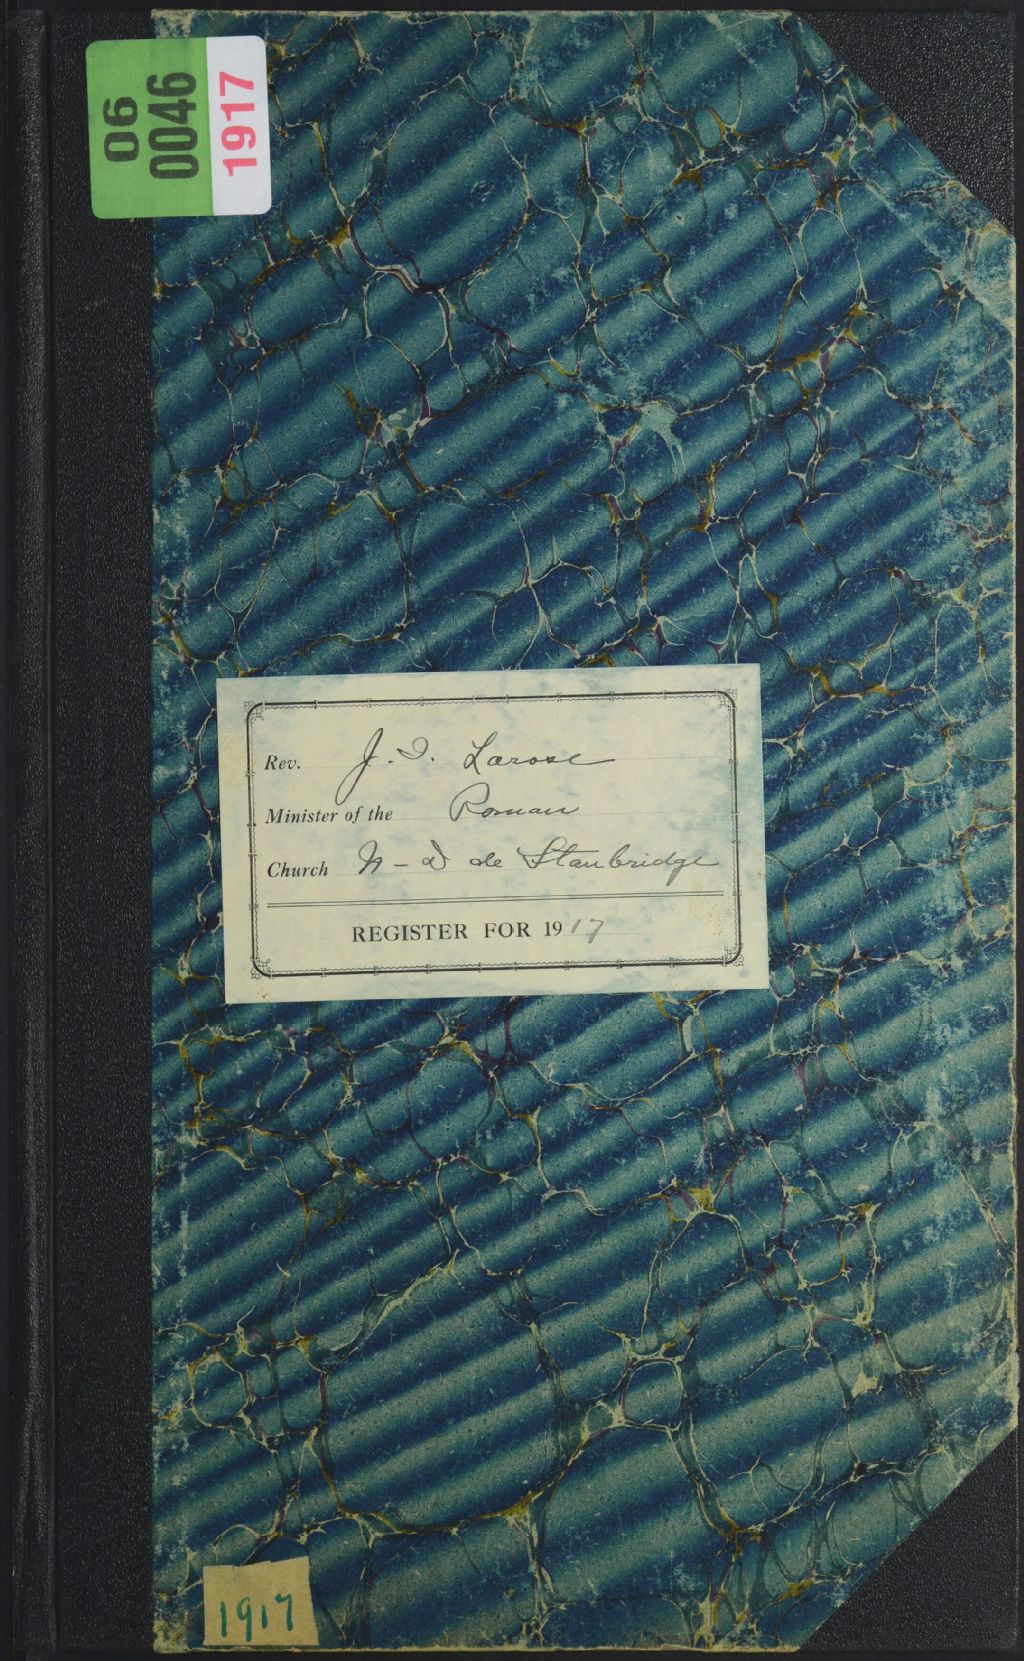 06
0046
1917
Rev. J. I. Larose
Minister of the Roman
Church N-D de Stanbridge
REGISTER FOR 1917
1917